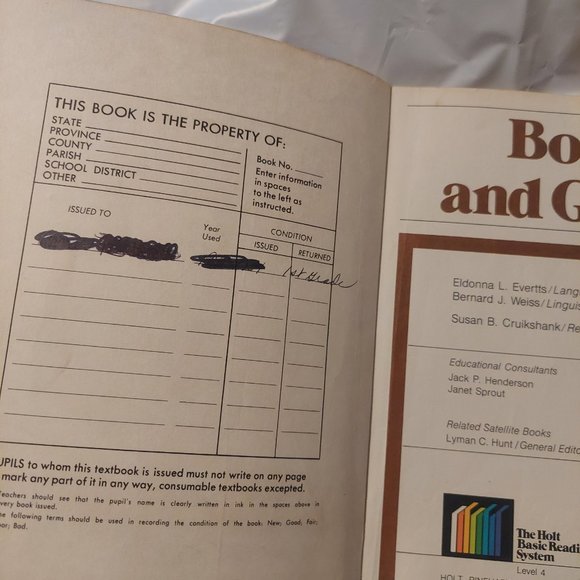 THIS BOOK IS THE PROPERTY OF:
STATE
PROVINCE
COUNTY
PARISH
SCHOOL DISTRICT
OTHER
Book No.
Enter information
in spaces
to the left as
instructed.
ISSUED TO
Year
Used
CONDITION
ISSUED
RETURNED
1st Grade
PUPILS to whom this textbook is issued must not write on any page
mark any part of it in any way, consumable textbooks excepted.
Teachers should see that the pupil's name is clearly written in ink in the spaces above in
every book issued.
The following terms should be used in recording the condition of the book: New; Good; Fair;
Poor; Bad.
Bo
and G
Eldonna L. Evertts/Lang
Bernard J. Weiss/Linguis
Susan B. Cruikshank/Re
Educational Consultants
Jack P. Henderson
Janet Sprout
Related Satellite Books
Lyman C. Hunt/General Edito
The Holt
Basic Readi
System
Level 4